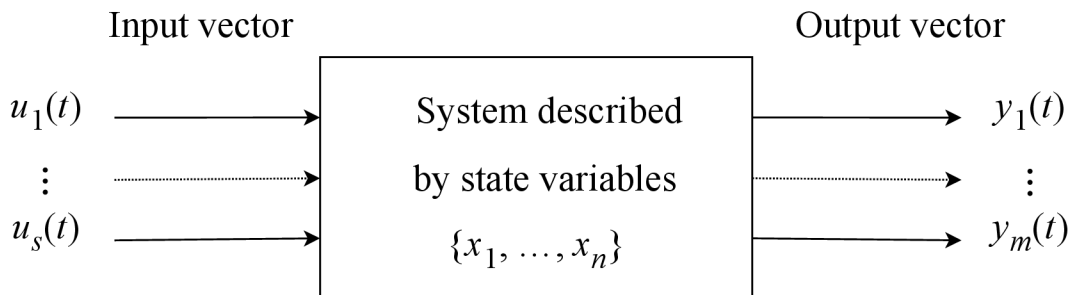 Input vector
Output vector
u₁(t)
System described
y₁(t)
⋮
by state variables
⋮
uₛ(t)
{x₁, …, xₙ}
yₘ(t)